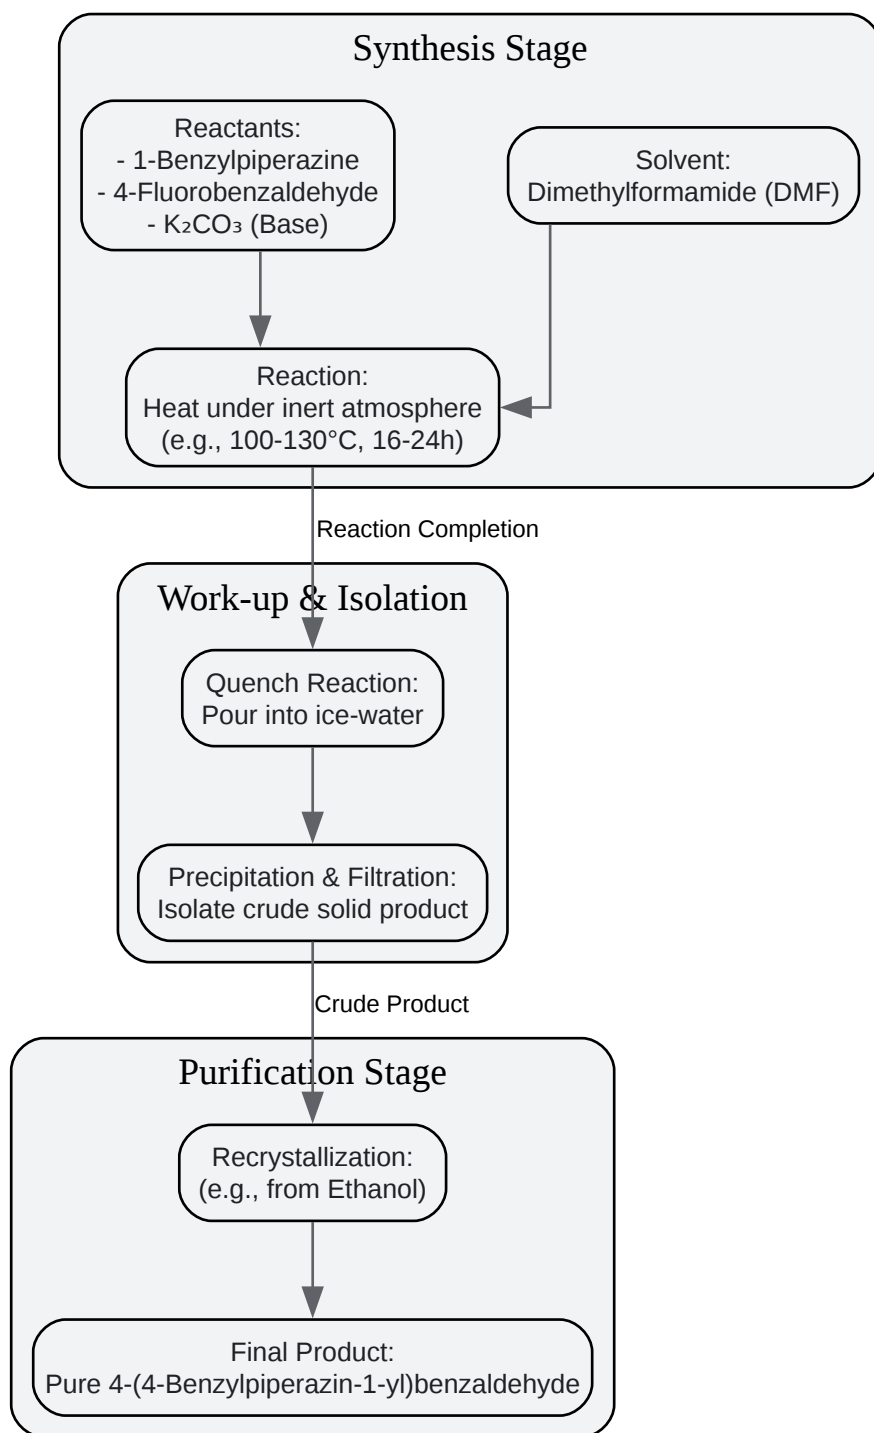 Synthesis Stage
Reactants:
- 1-Benzylpiperazine
- 4-Fluorobenzaldehyde
- K₂CO₃ (Base)
Solvent:
Dimethylformamide (DMF)
Reaction:
Heat under inert atmosphere
(e.g., 100-130°C, 16-24h)
Reaction Completion
Work-up & Isolation
Quench Reaction:
Pour into ice-water
Precipitation & Filtration:
Isolate crude solid product
Crude Product
Purification Stage
Recrystallization:
(e.g., from Ethanol)
Final Product:
Pure 4-(4-Benzylpiperazin-1-yl)benzaldehyde